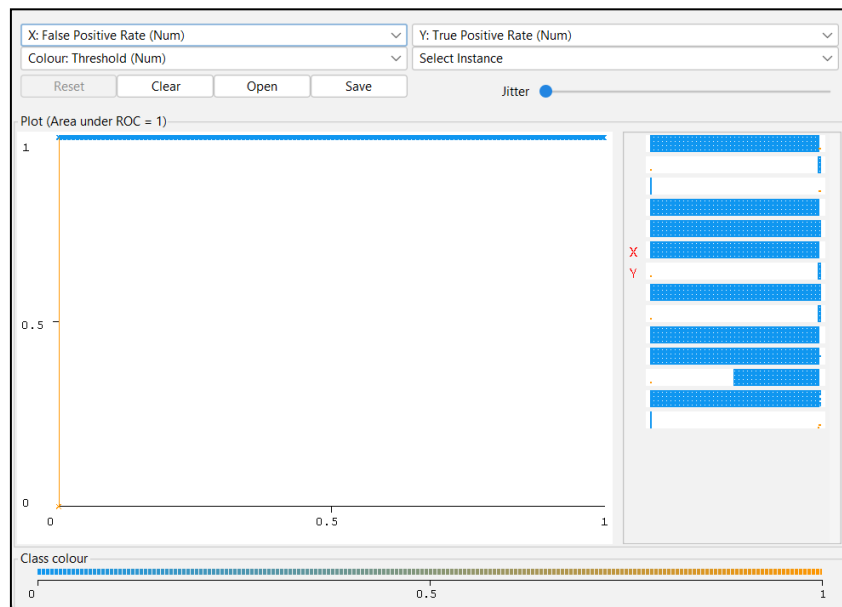 X: False Positive Rate (Num) Y: True Positive Rate (Num)
Colour: Threshold (Num) Select Instance
Reset Clear Open Save Jitter
Plot (Area under ROC = 1)
1
X
Y
0.5
0
0 0.5 1
Class colour
0 0.5 1